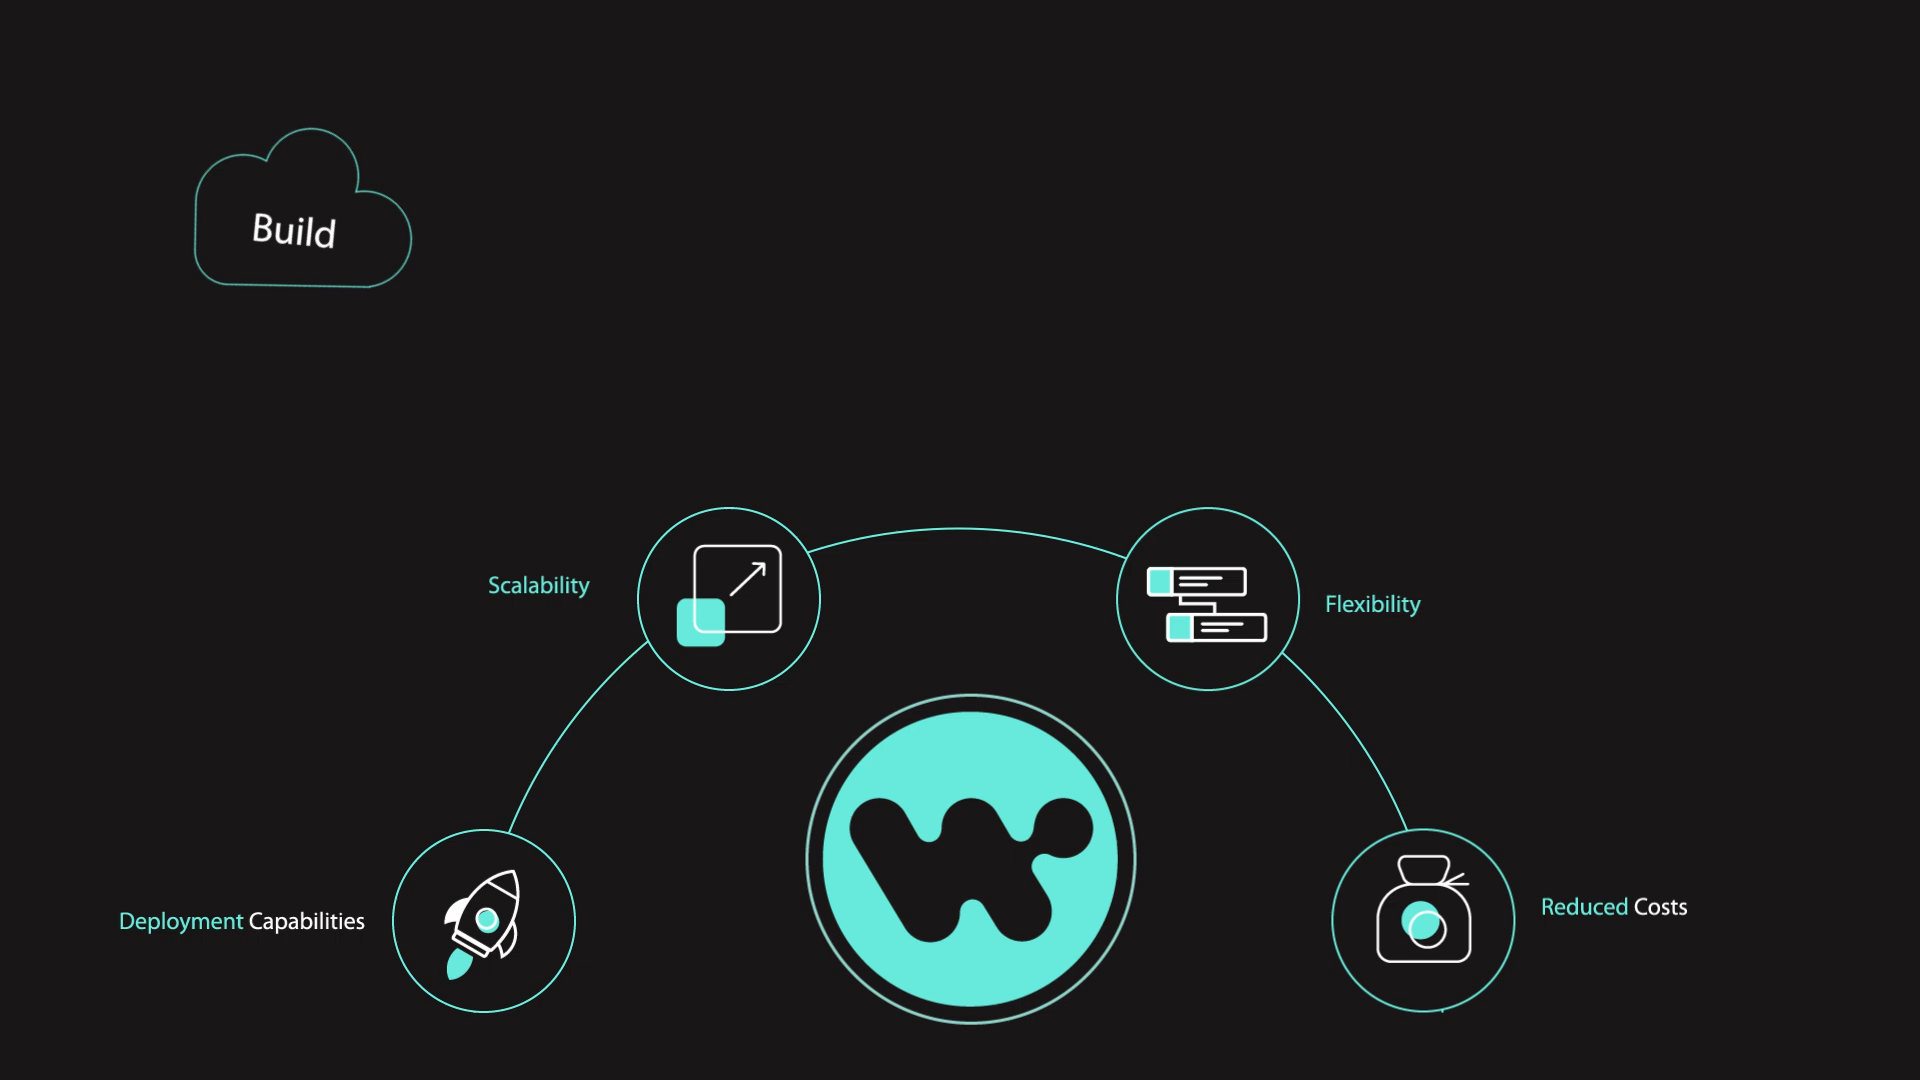 Build
Scalability
Flexibility
Deployment Capabilities
Reduced Costs